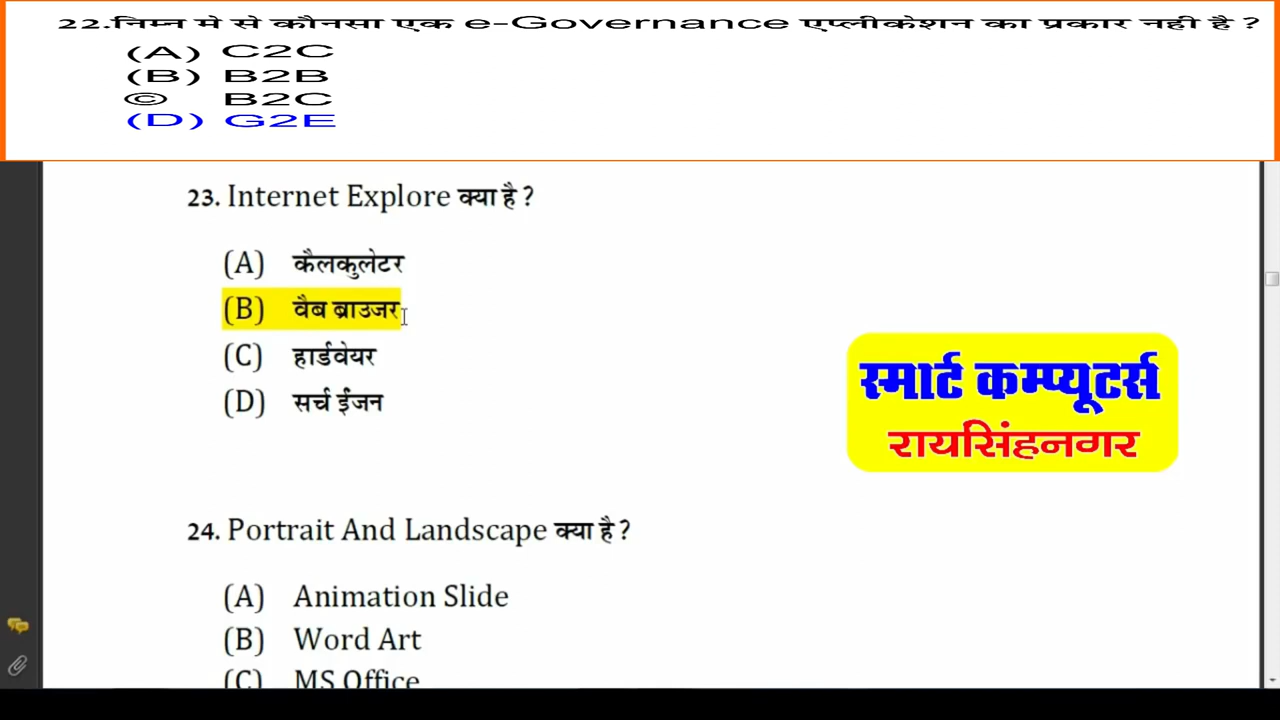 22.निम्न मे से कौनसा एक e-Governance एप्लीकेशन का प्रकार नही है ?
(A) C2C
(B) B2B
© B2C
(D) G2E
23. Internet Explore क्या है ?
(A) कैलकुलेटर
(B) वैब ब्राउजर
(C) हार्डवेयर
(D) सर्च ईंजन
स्मार्ट कम्प्यूटर्स
रायसिंहनगर
24. Portrait And Landscape क्या है ?
(A) Animation Slide
(B) Word Art
(C) MS Office